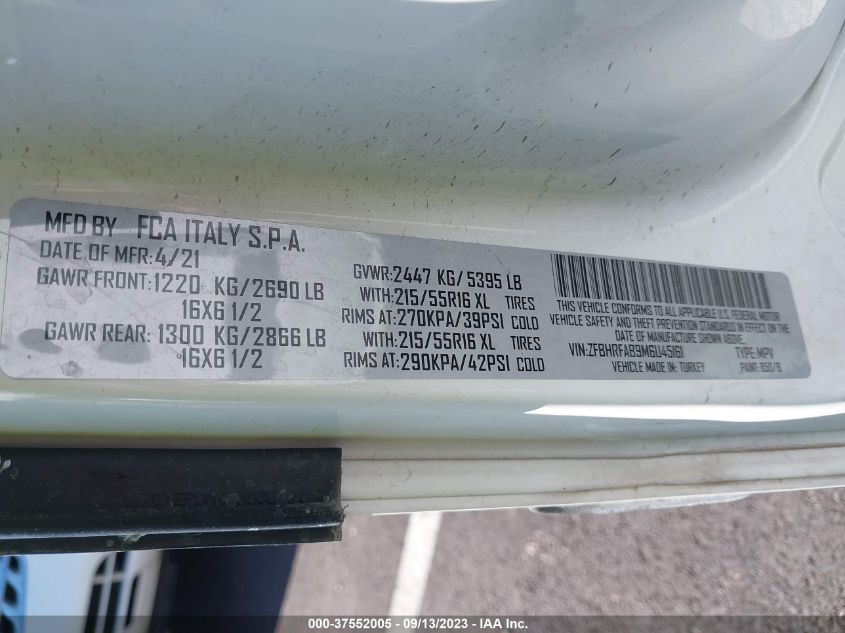 MFD BY FCA ITALY S.P.A.
DATE OF MFR:4/21
GAWR FRONT:1220 KG/2690 LB
16X6 1/2
GAWR REAR: 1300 KG/2866 LB
16X6 1/2
GVWR:2447 KG/5395 LB
WITH:215/55R16 XL TIRES
RIMS AT:270KPA/39PSI COLD
WITH:215/55R16 XL TIRES
RIMS AT:290KPA/42PSI COLD
THIS VEHICLE CONFORMS TO ALL APPLICABLE U.S. FEDERAL MOTOR
VEHICLE SAFETY, BUMPER, AND THEFT PREVENTION STANDARDS IN EFFECT ON THE
DATE OF MANUFACTURE SHOWN ABOVE.
VIN:ZFBHRFAB9M6U45161 TYPE:MPV
VEHICLE MADE IN: TURKEY PAINT: 850/B
000-37552005 - 09/13/2023 - IAA Inc.